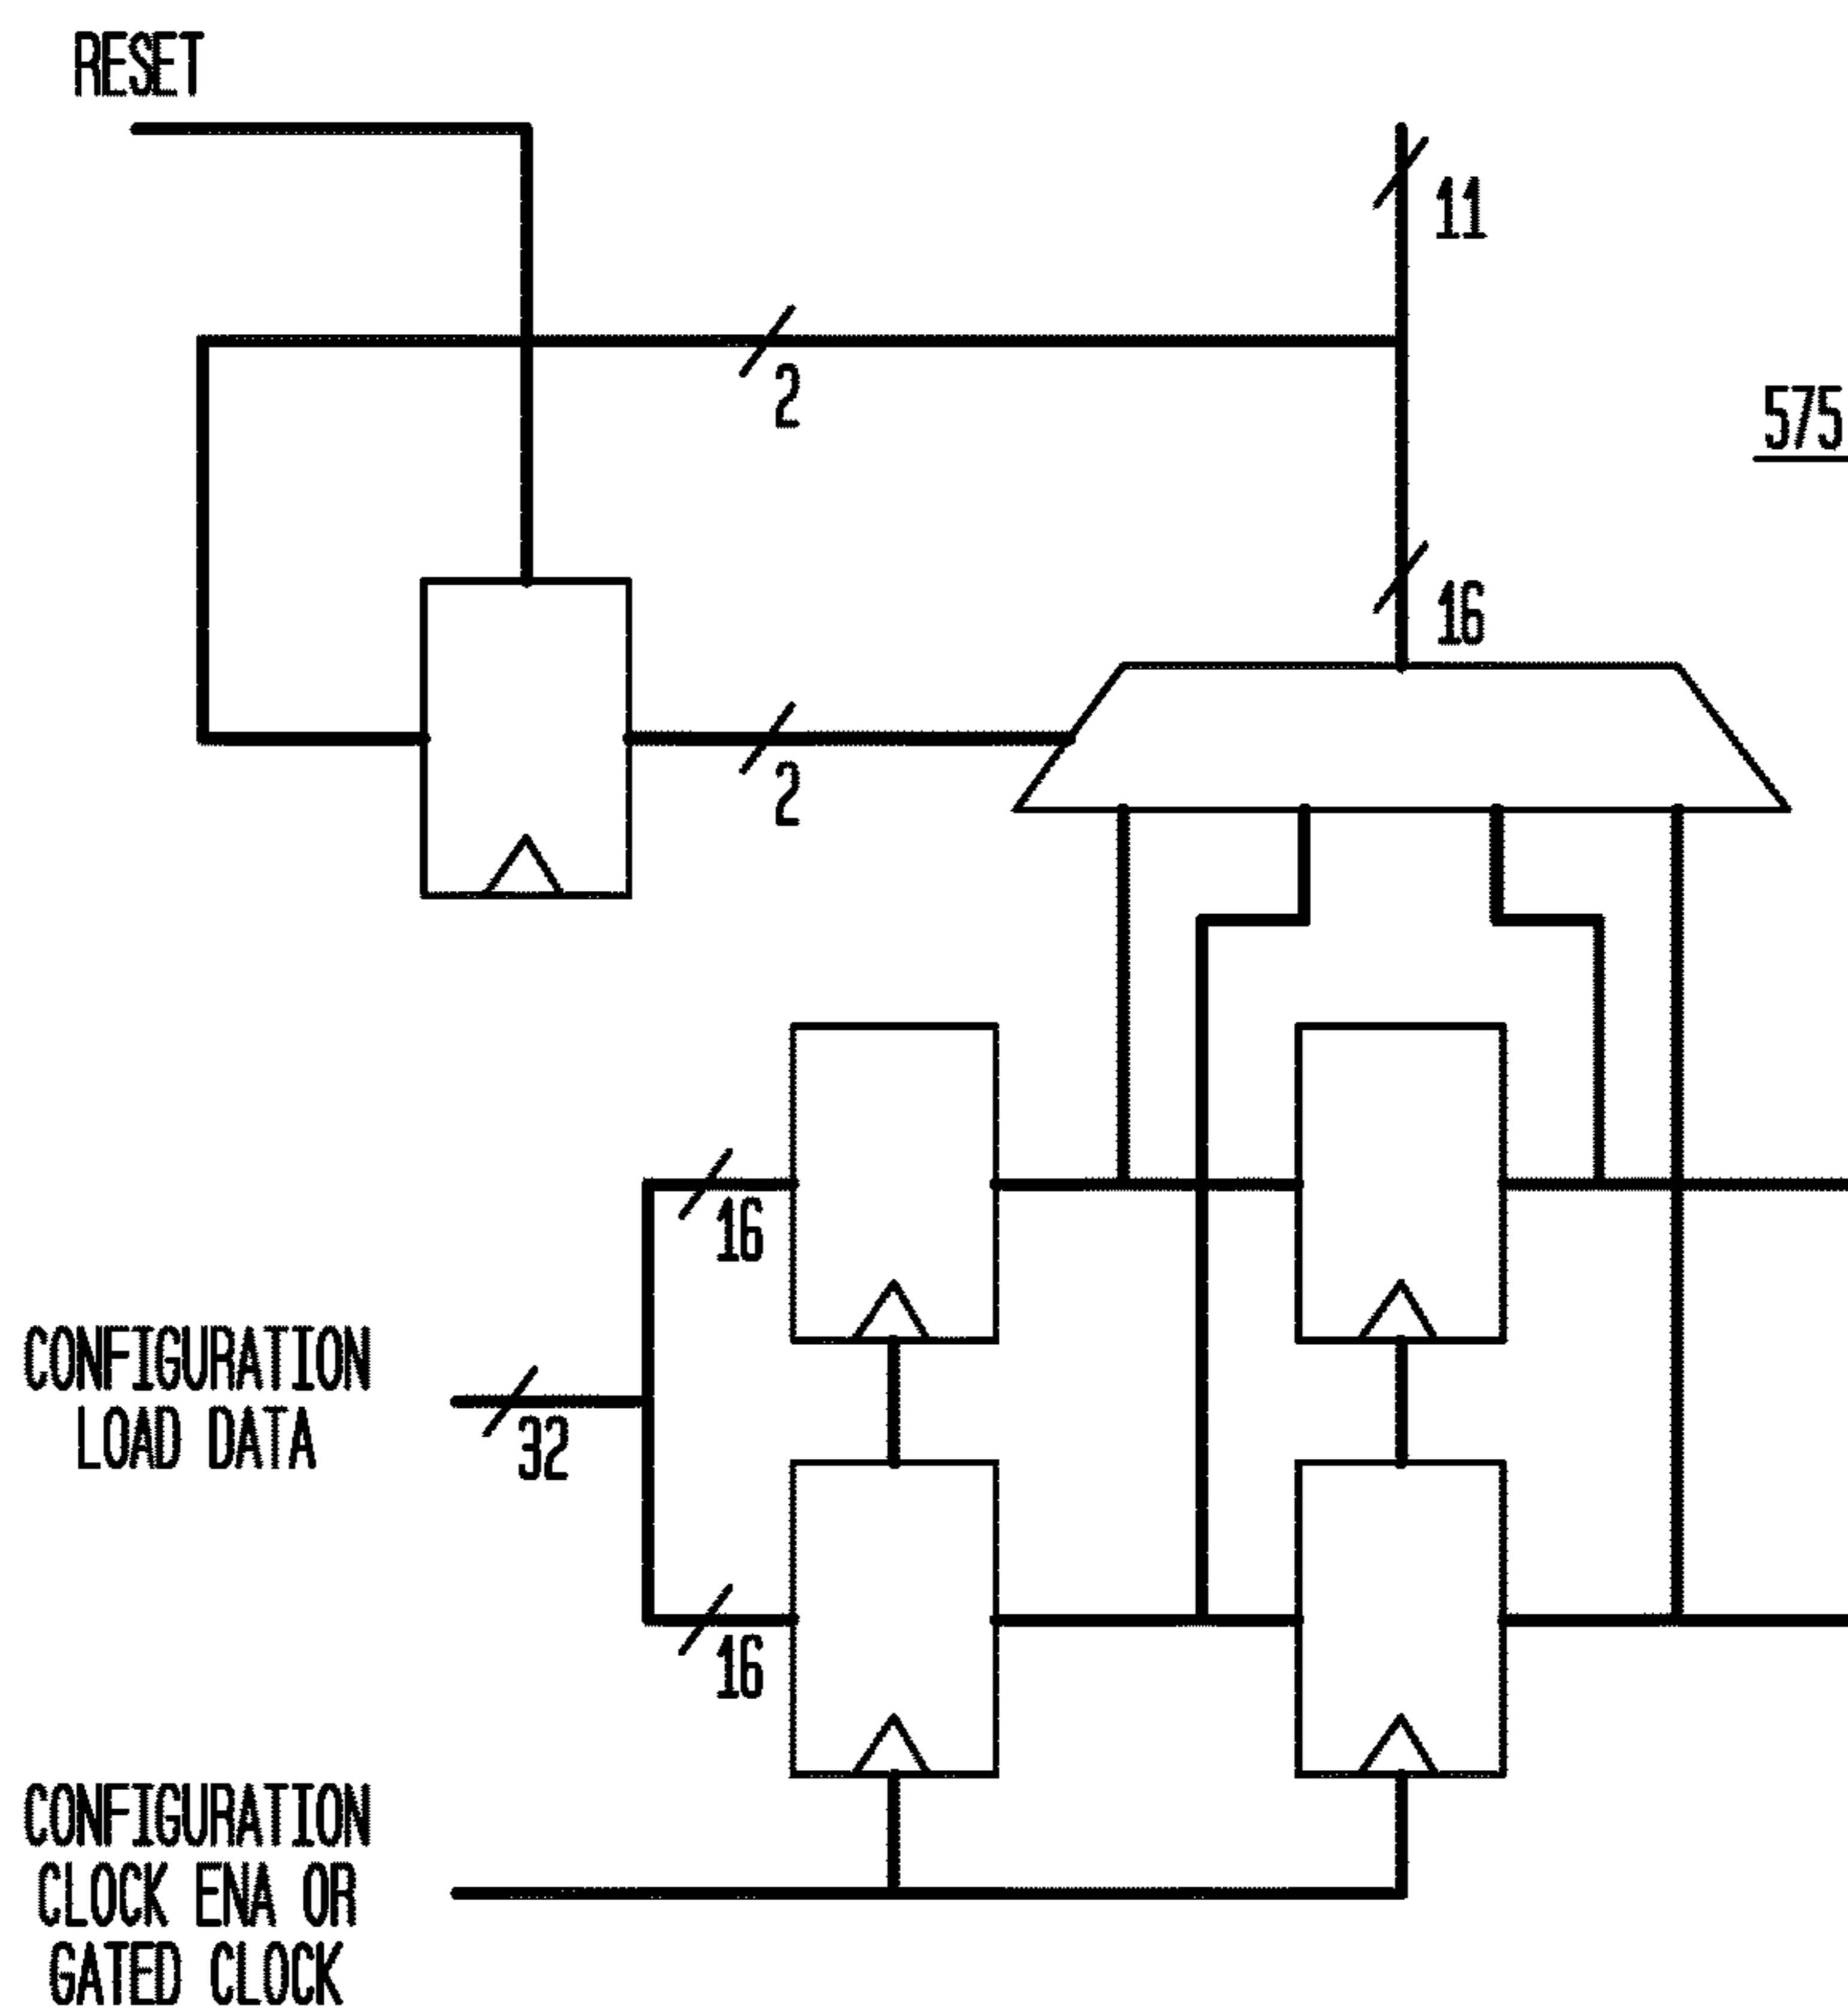 RESET
11
2
575
16
2
16
CONFIGURATION
LOAD DATA
32
16
CONFIGURATION
CLOCK ENA OR
GATED CLOCK